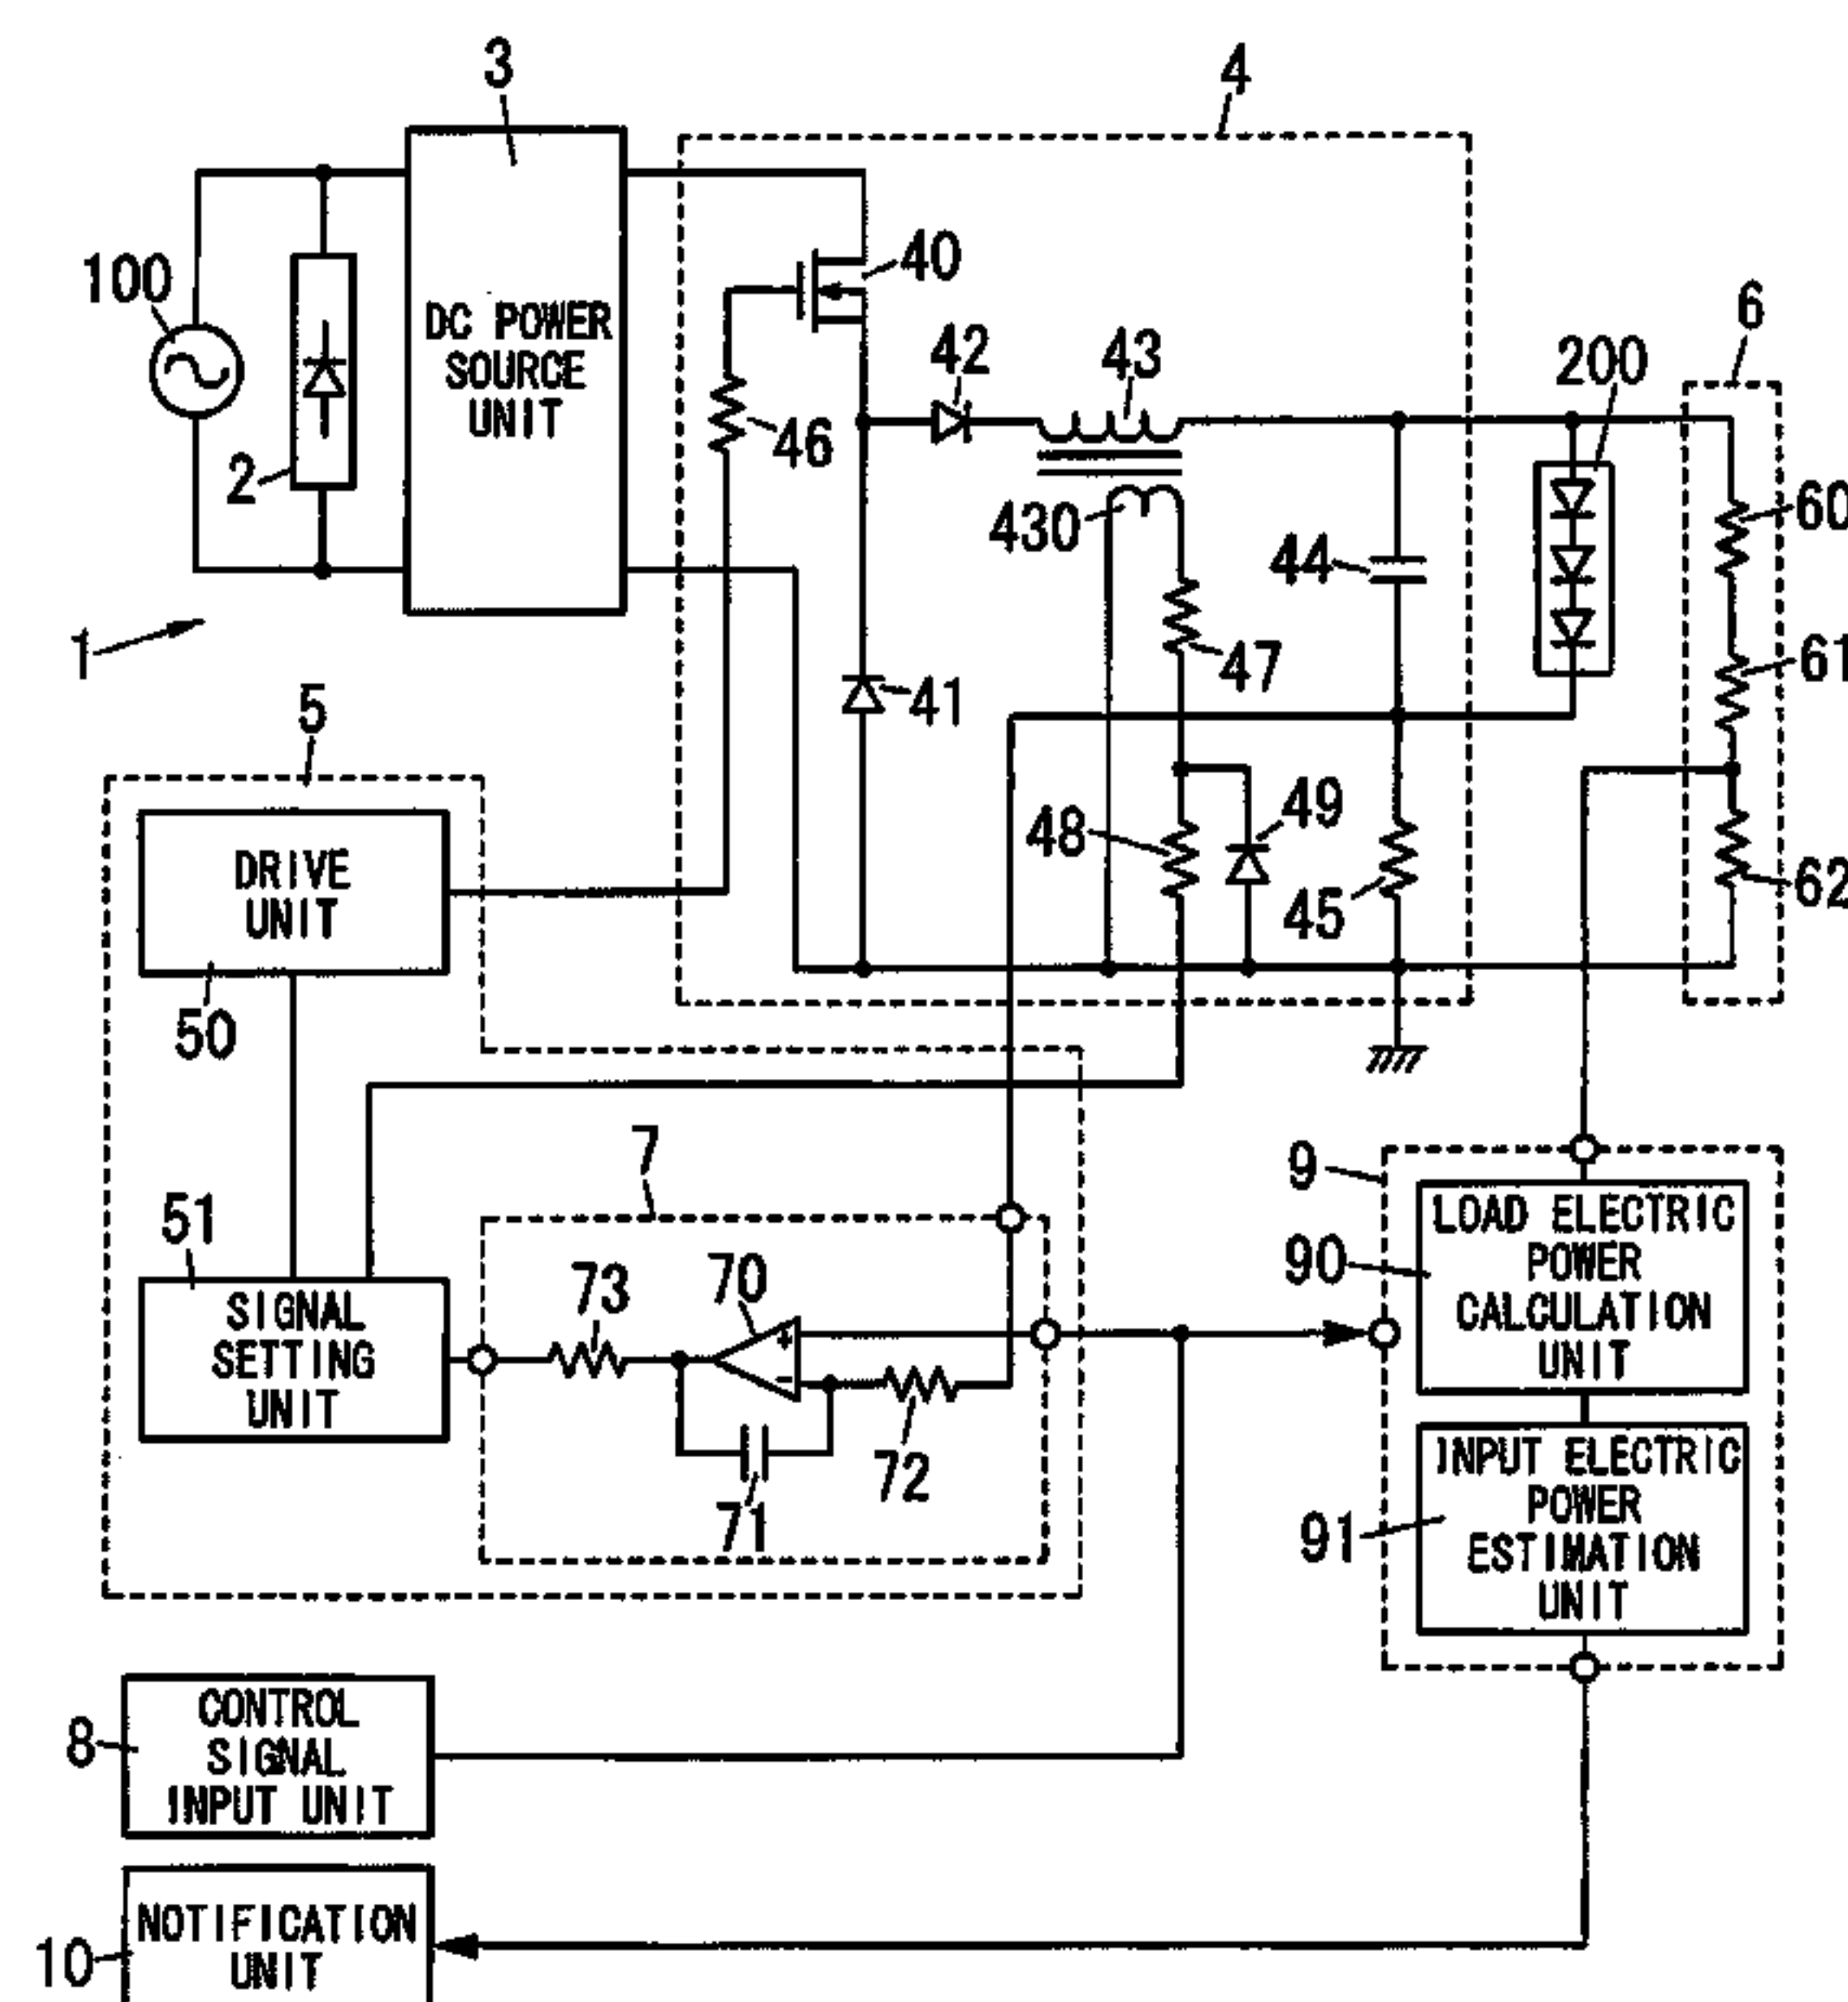 3
4
100
40
6
DC POWER
SOURCE
UNIT
42
43
200
2
46
430
60
44
1
47
61
41
5
49
48
DRIVE
UNIT
45
62
50
7
9
51
LOAD ELECTRIC
POWER
CALCULATION
UNIT
90
73
70
SIGNAL
SETTING
UNIT
+
-
72
71
INPUT ELECTRIC
POWER
ESTIMATION
UNIT
91
8
CONTROL
SIGNAL
INPUT UNIT
10
NOTIFICATION
UNIT